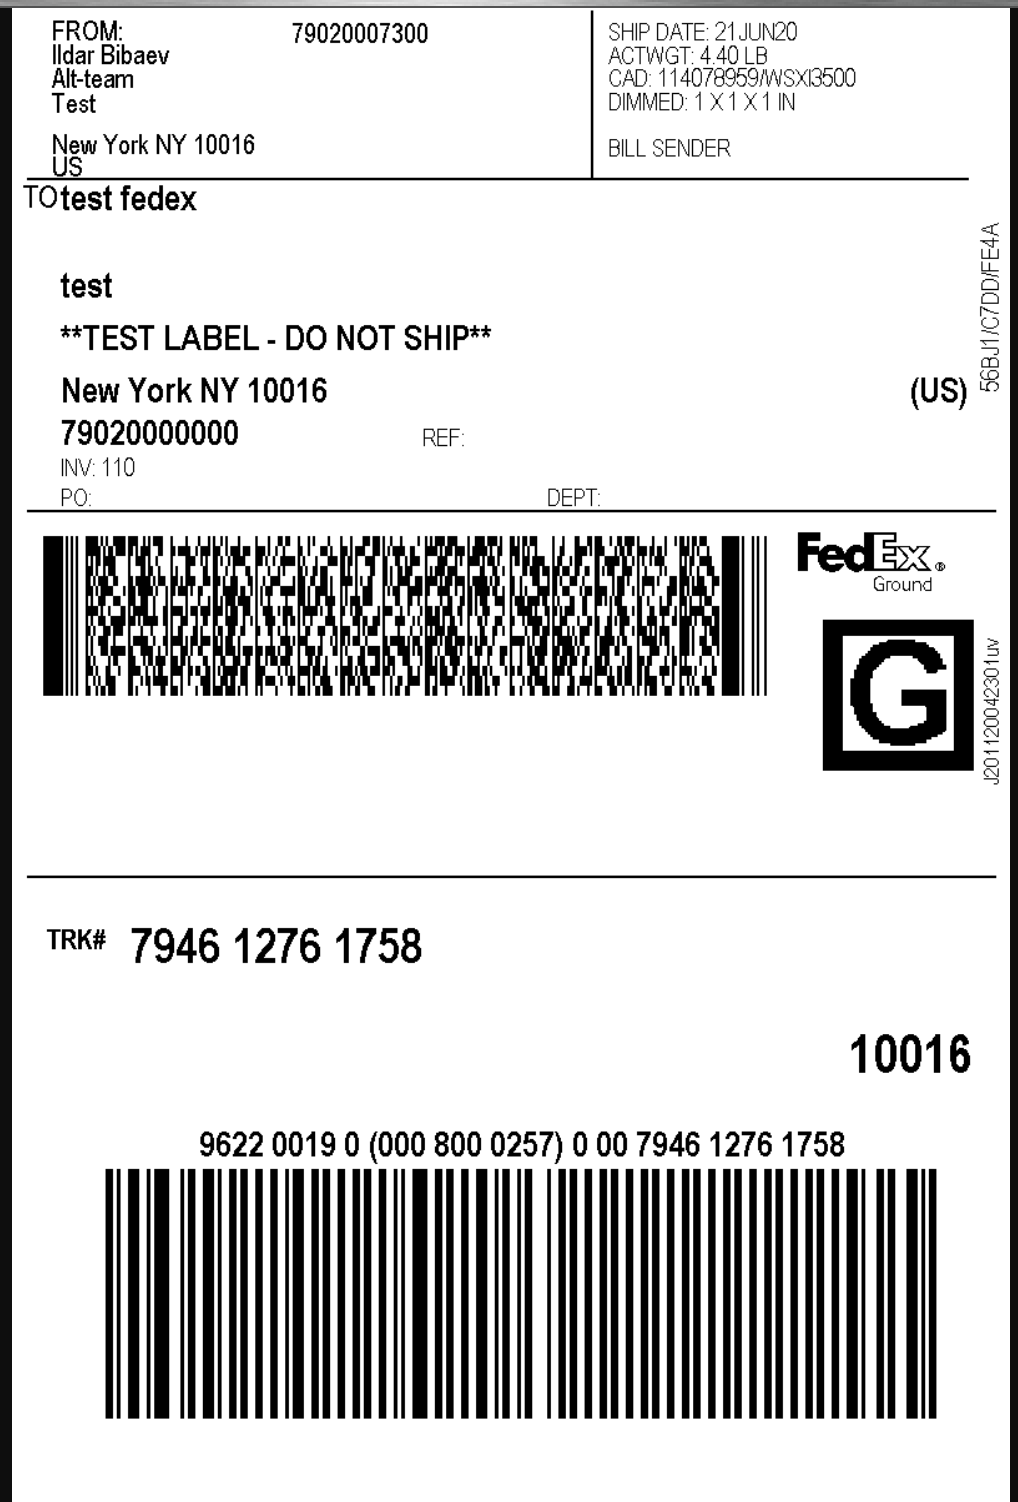 FROM:
79020007300
Ildar Bibaev
Alt-team
Test
New York NY 10016
US
SHIP DATE: 21JUN20
ACTWGT: 4.40 LB
CAD: 114078959/WSXI3500
DIMMED: 1 X 1 X 1 IN
BILL SENDER
TO test fedex
test
**TEST LABEL - DO NOT SHIP**
New York NY 10016
(US)
79020000000
REF:
INV: 110
PO:
DEPT:
56BJ1/C7DD/FE4A
FedEx®
Ground
G
J201120042301uv
TRK# 7946 1276 1758
10016
9622 0019 0 (000 800 0257) 0 00 7946 1276 1758